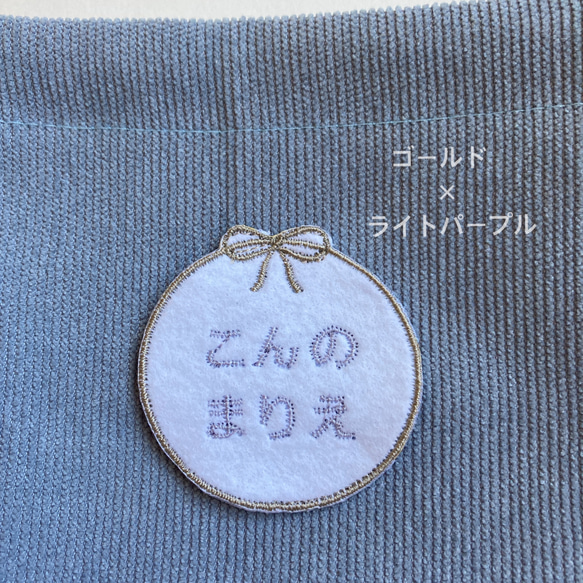 ゴールド
×
ライトパープル
こんの
まりえ